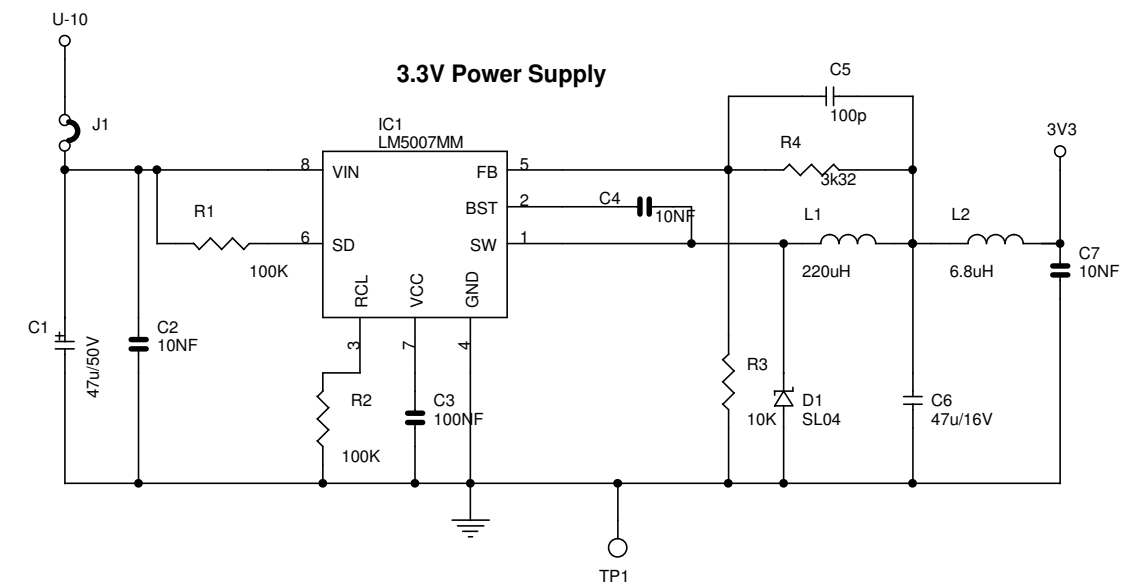 U-10
3.3V Power Supply
C5
100p
J1
IC1
LM5007MM
R4
3k32
3V3
8
VIN
FB
5
BST
2
C4
10NF
R1
100K
6
SD
SW
1
L1
220uH
L2
6.8uH
C7
10NF
RCL
VCC
GND
3
7
4
C1
+
47u/50V
C2
10NF
R2
100K
C3
100NF
R3
10K
D1
SL04
C6
47u/16V
TP1